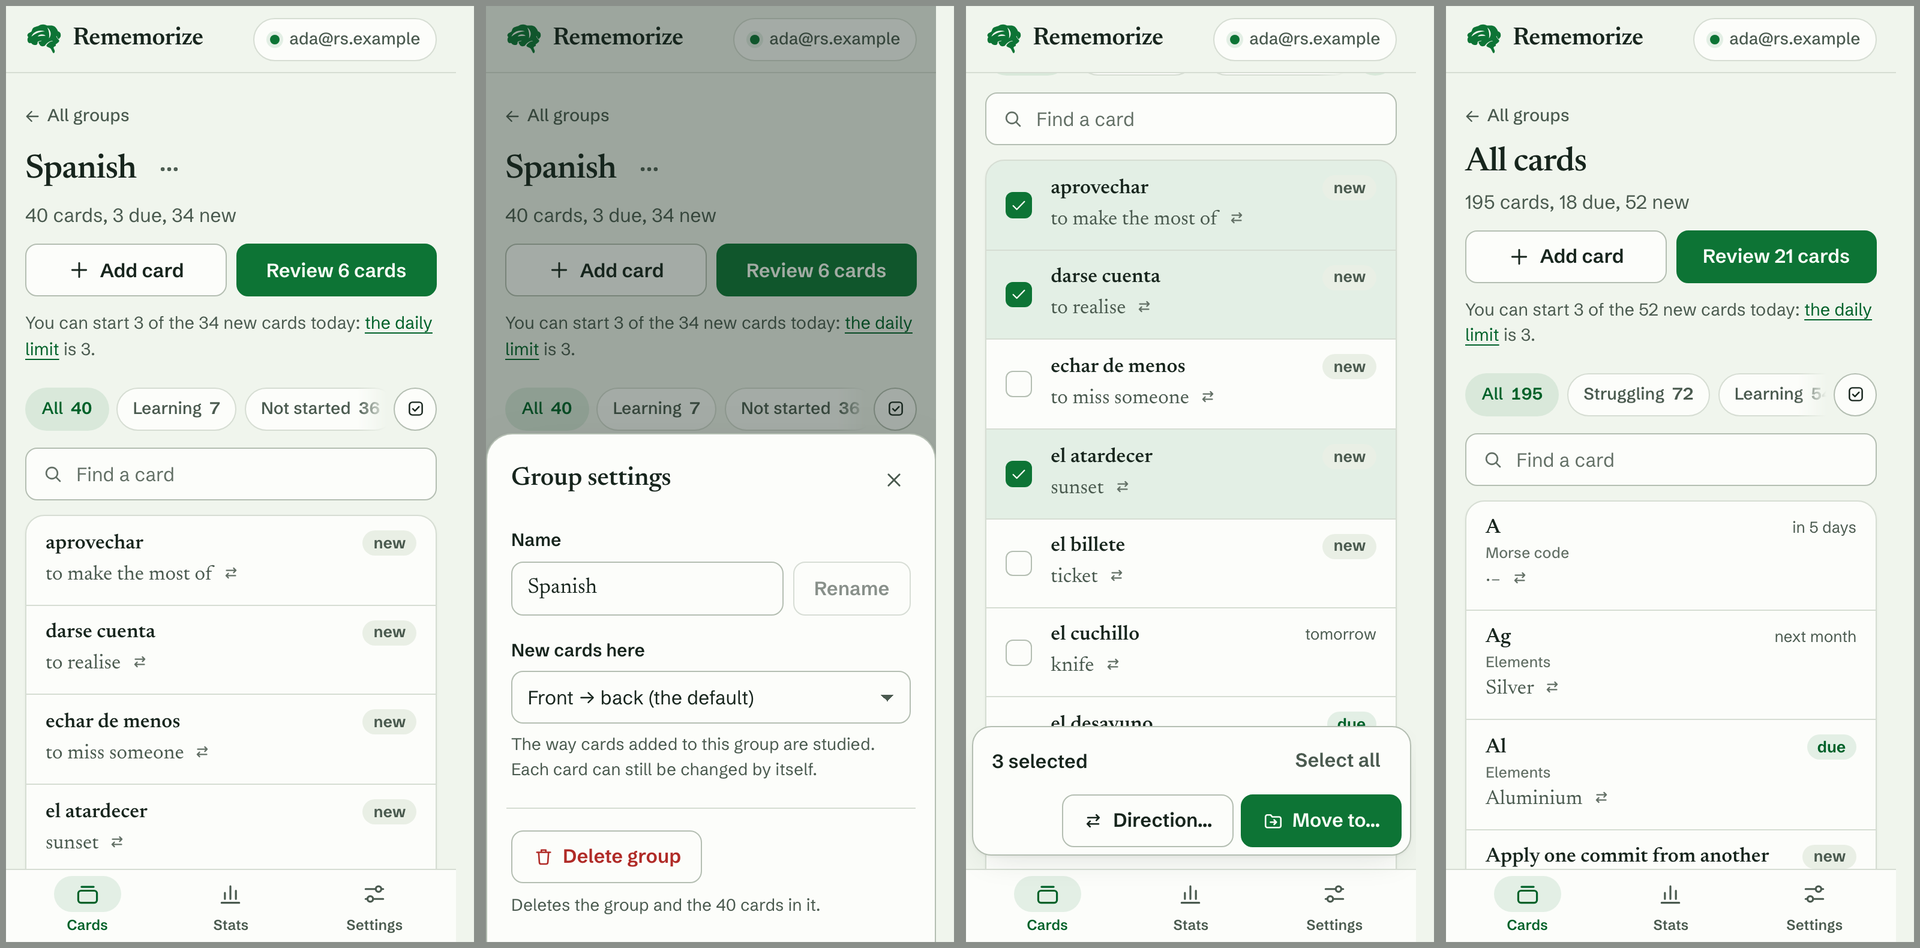 Rememorize
ada@rs.example
← All groups
Spanish ...
40 cards, 3 due, 34 new
+ Add card
Review 6 cards
You can start 3 of the 34 new cards today: the daily
limit is 3.
All 40
Learning 7
Not started 36
Find a card
aprovechar
new
to make the most of ⇄
darse cuenta
new
to realise ⇄
echar de menos
new
to miss someone ⇄
el atardecer
new
sunset ⇄
Cards
Stats
Settings
Rememorize
ada@rs.example
← All groups
Spanish ...
40 cards, 3 due, 34 new
+ Add card
Review 6 cards
You can start 3 of the 34 new cards today: the daily
limit is 3.
All 40
Learning 7
Not started 36
Group settings
Name
Spanish
Rename
New cards here
Front → back (the default)
The way cards added to this group are studied.
Each card can still be changed by itself.
Delete group
Deletes the group and the 40 cards in it.
Rememorize
ada@rs.example
Find a card
aprovechar
new
to make the most of ⇄
darse cuenta
new
to realise ⇄
echar de menos
new
to miss someone ⇄
el atardecer
new
sunset ⇄
el billete
new
ticket ⇄
el cuchillo
tomorrow
knife ⇄
el desayuno
due
3 selected
Select all
⇄ Direction...
Move to...
Cards
Stats
Settings
Rememorize
ada@rs.example
← All groups
All cards
195 cards, 18 due, 52 new
+ Add card
Review 21 cards
You can start 3 of the 52 new cards today: the daily
limit is 3.
All 195
Struggling 72
Learning
Find a card
A
in 5 days
Morse code
·− ⇄
Ag
next month
Elements
Silver ⇄
Al
due
Elements
Aluminium ⇄
Apply one commit from another
new
Cards
Stats
Settings